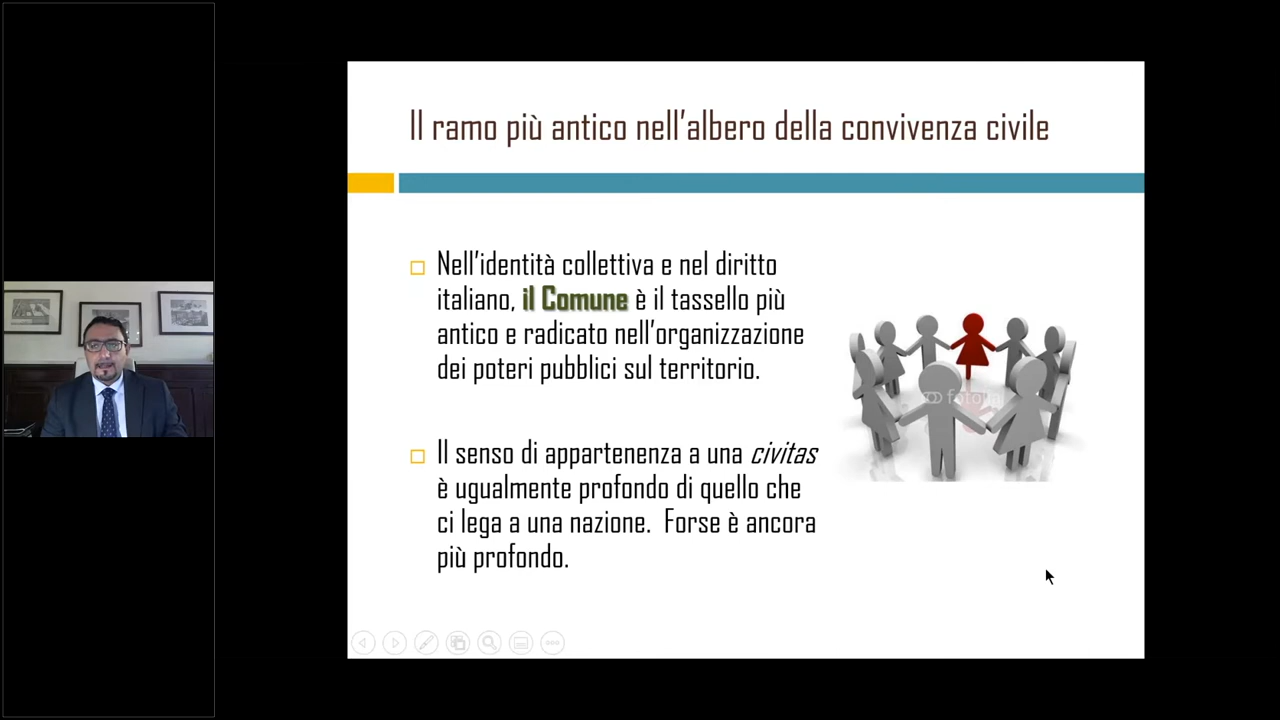 Il ramo più antico nell'albero della convivenza civile
Nell'identità collettiva e nel diritto
italiano, il Comune è il tassello più
antico e radicato nell'organizzazione
dei poteri pubblici sul territorio.
Il senso di appartenenza a una civitas
è ugualmente profondo di quello che
ci lega a una nazione. Forse è ancora
più profondo.